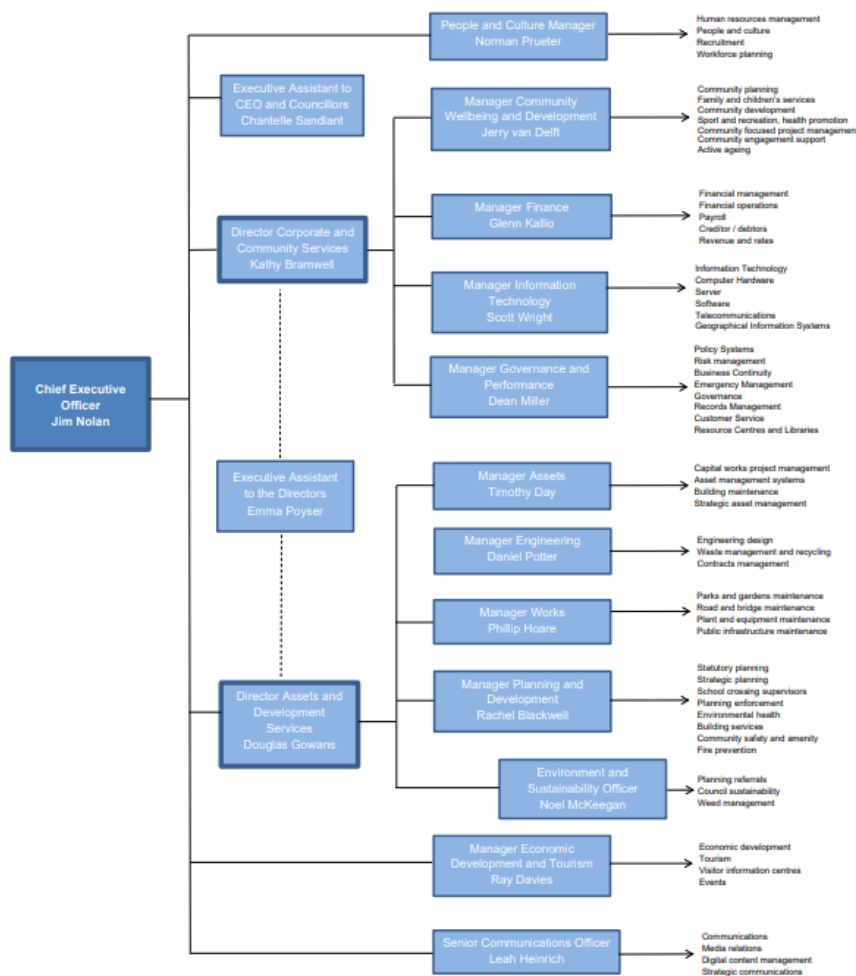 People and Culture Manager
Norman Prueter
Human resources management
People and culture
Recruitment
Workforce planning
Executive Assistant to
CEO and Councillors
Chantelle Sandlant
Manager Community
Wellbeing and Development
Jerry van Delft
Community planning
Family and children's services
Community development
Sport and recreation, health promotion
Community focused project management
Community engagement support
Active ageing
Director Corporate and
Community Services
Kathy Bramwell
Manager Finance
Glenn Kallio
Financial management
Financial operations
Payroll
Creditor / debtors
Revenue and rates
Manager Information
Technology
Scott Wright
Information Technology
Computer Hardware
Server
Software
Telecommunications
Geographical Information Systems
Manager Governance and
Performance
Dean Miller
Policy Systems
Risk management
Business Continuity
Emergency Management
Governance
Records Management
Customer Service
Resource Centres and Libraries
Chief Executive
Officer
Jim Nolan
Executive Assistant
to the Directors
Emma Poyser
Manager Assets
Timothy Day
Capital works project management
Asset management systems
Building maintenance
Strategic asset management
Manager Engineering
Daniel Potter
Engineering design
Waste management and recycling
Contracts management
Manager Works
Phillip Hoare
Parks and gardens maintenance
Road and bridge maintenance
Plant and equipment maintenance
Public infrastructure maintenance
Director Assets and
Development
Services
Douglas Gowans
Manager Planning and
Development
Rachel Blackwell
Statutory planning
Strategic planning
School crossing supervisors
Planning enforcement
Environmental health
Building services
Community safety and amenity
Fire prevention
Environment and
Sustainability Officer
Noel McKeegan
Planning referrals
Council sustainability
Weed management
Manager Economic
Development and Tourism
Ray Davies
Economic development
Tourism
Visitor information centres
Events
Senior Communications Officer
Leah Heinrich
Communications
Media relations
Digital content management
Strategic communications